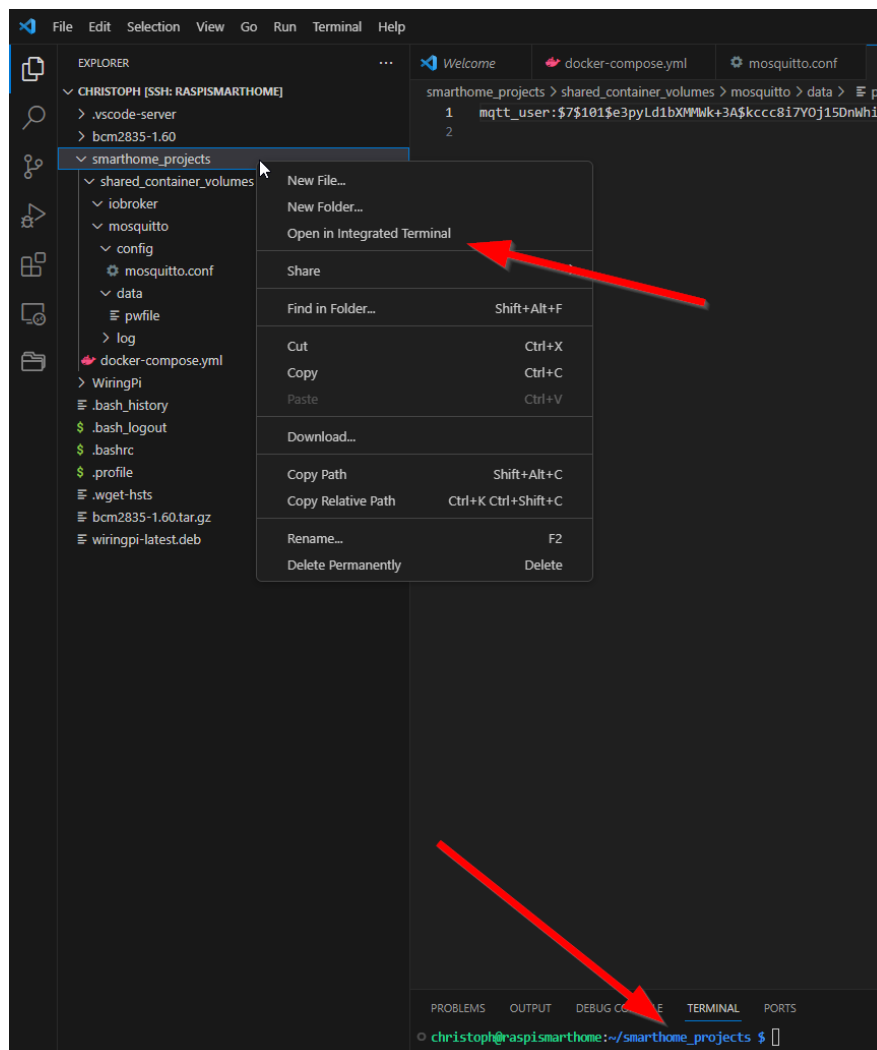 File Edit Selection View Go Run Terminal Help
EXPLORER
Welcome
docker-compose.yml
mosquitto.conf
CHRISTOPH [SSH: RASPISMARTHOME]
smarthome_projects > shared_container_volumes > mosquitto > data >
.vscode-server
1 mqtt_user:$7$101$e3pyLd1bXMMWk+3A$kccc8i7YOj15DnWhi
bcm2835-1.60
2
smarthome_projects
shared_container_volumes
iobroker
mosquitto
config
mosquitto.conf
data
pwfile
log
docker-compose.yml
WiringPi
.bash_history
.bash_logout
.bashrc
.profile
.wget-hsts
bcm2835-1.60.tar.gz
wiringpi-latest.deb
New File...
New Folder...
Open in Integrated Terminal
Share
Find in Folder... Shift+Alt+F
Cut Ctrl+X
Copy Ctrl+C
Paste Ctrl+V
Download...
Copy Path Shift+Alt+C
Copy Relative Path Ctrl+K Ctrl+Shift+C
Rename... F2
Delete Permanently Delete
PROBLEMS OUTPUT DEBUG TERMINAL PORTS
christoph@raspismarthome:~/smarthome_projects $